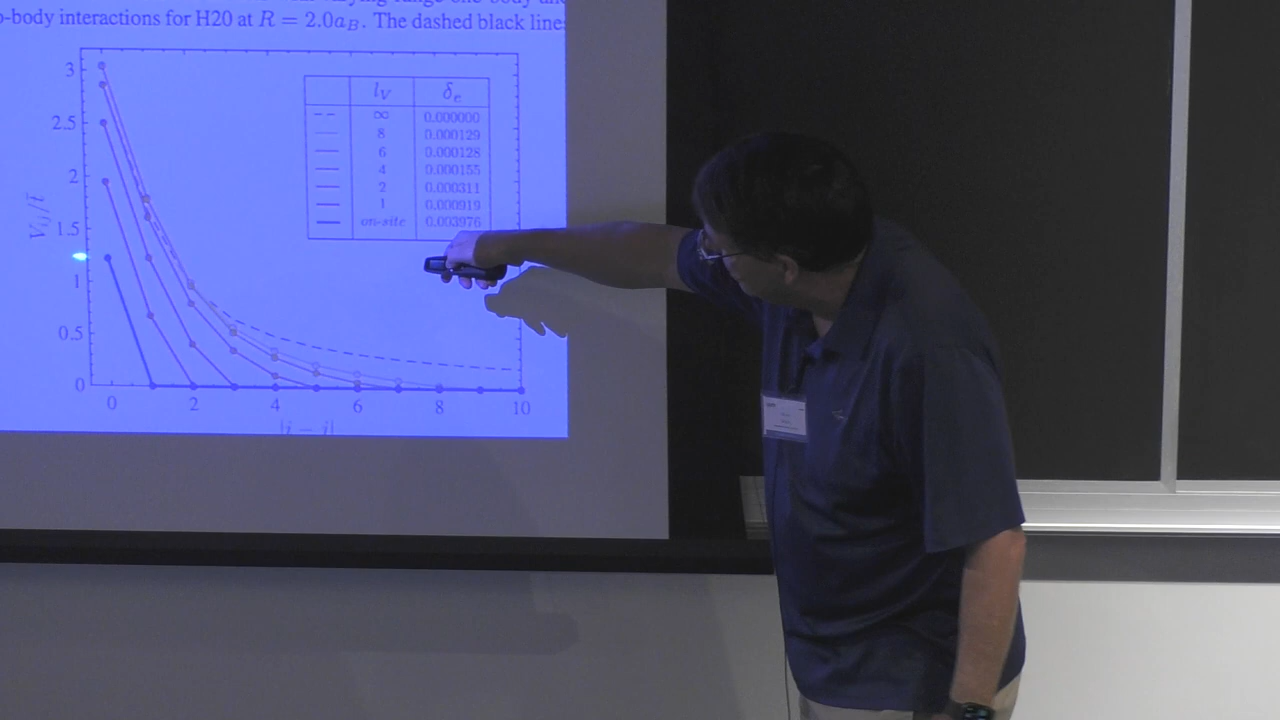 o-body interactions for H20 at R = 2.0a_B. The dashed black line
l_V δ_e
∞ 0.000000
8 0.000129
6 0.000128
4 0.000155
2 0.000311
1 0.000919
on-site 0.003976
V_ij/t̄
3
2.5
2
1.5
1
0.5
0
0 2 4 6 8 10
|i − j|